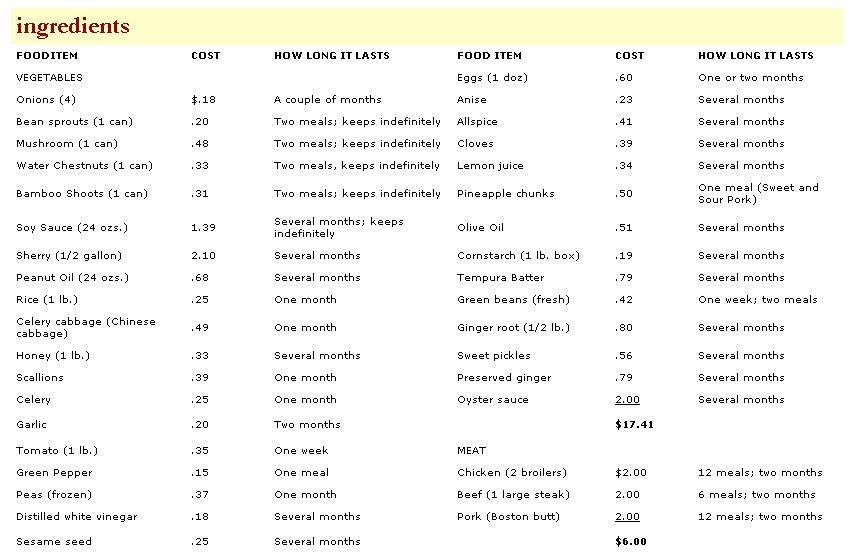 ingredients
FOODITEM COST HOW LONG IT LASTS FOOD ITEM COST HOW LONG IT LASTS
VEGETABLES Eggs (1 doz) .60 One or two months
Onions (4) $.18 A couple of months Anise .23 Several months
Bean sprouts (1 can) .20 Two meals; keeps indefinitely Allspice .41 Several months
Mushroom (1 can) .48 Two meals; keeps indefinitely Cloves .39 Several months
Water Chestnuts (1 can) .33 Two meals, keeps indefinitely Lemon juice .34 Several months
Bamboo Shoots (1 can) .31 Two meals; keeps indefinitely Pineapple chunks .50 One meal (Sweet and
Sour Pork)
Soy Sauce (24 ozs.) 1.39 Several months; keeps
indefinitely Olive Oil .51 Several months
Sherry (1/2 gallon) 2.10 Several months Cornstarch (1 lb. box) .19 Several months
Peanut Oil (24 ozs.) .68 Several months Tempura Batter .79 Several months
Rice (1 lb.) .25 One month Green beans (fresh) .42 One week; two meals
Celery cabbage (Chinese
cabbage) .49 One month Ginger root (1/2 lb.) .80 Several months
Honey (1 lb.) .33 Several months Sweet pickles .56 Several months
Scallions .39 One month Preserved ginger .79 Several months
Celery .25 One month Oyster sauce 2.00 Several months
Garlic .20 Two months $17.41
Tomato (1 lb.) .35 One week MEAT
Green Pepper .15 One meal Chicken (2 broilers) $2.00 12 meals; two months
Peas (frozen) .37 One month Beef (1 large steak) 2.00 6 meals; two months
Distilled white vinegar .18 Several months Pork (Boston butt) 2.00 12 meals; two months
Sesame seed .25 Several months $6.00